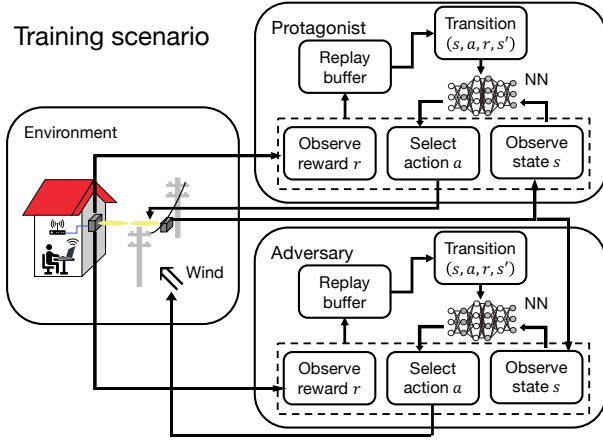 Training scenario
Protagonist
Transition
(s, a, r, s′)
Replay
buffer
NN
Observe
reward r
Select
action a
Observe
state s
Environment
Wind
Adversary
Transition
(s, a, r, s′)
Replay
buffer
NN
Observe
reward r
Select
action a
Observe
state s